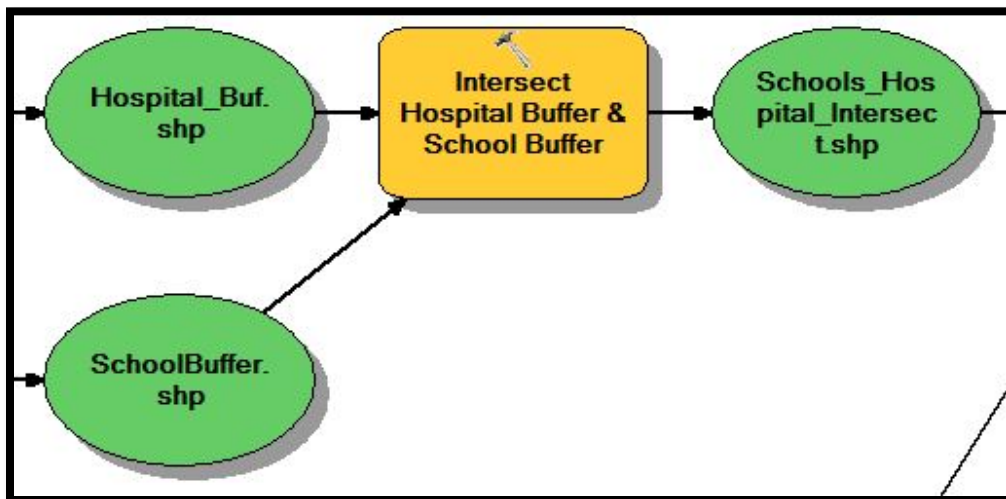 Hospital_Buf.
shp
Intersect
Hospital Buffer &
School Buffer
Schools_Hos
pital_Intersec
t.shp
SchoolBuffer.
shp